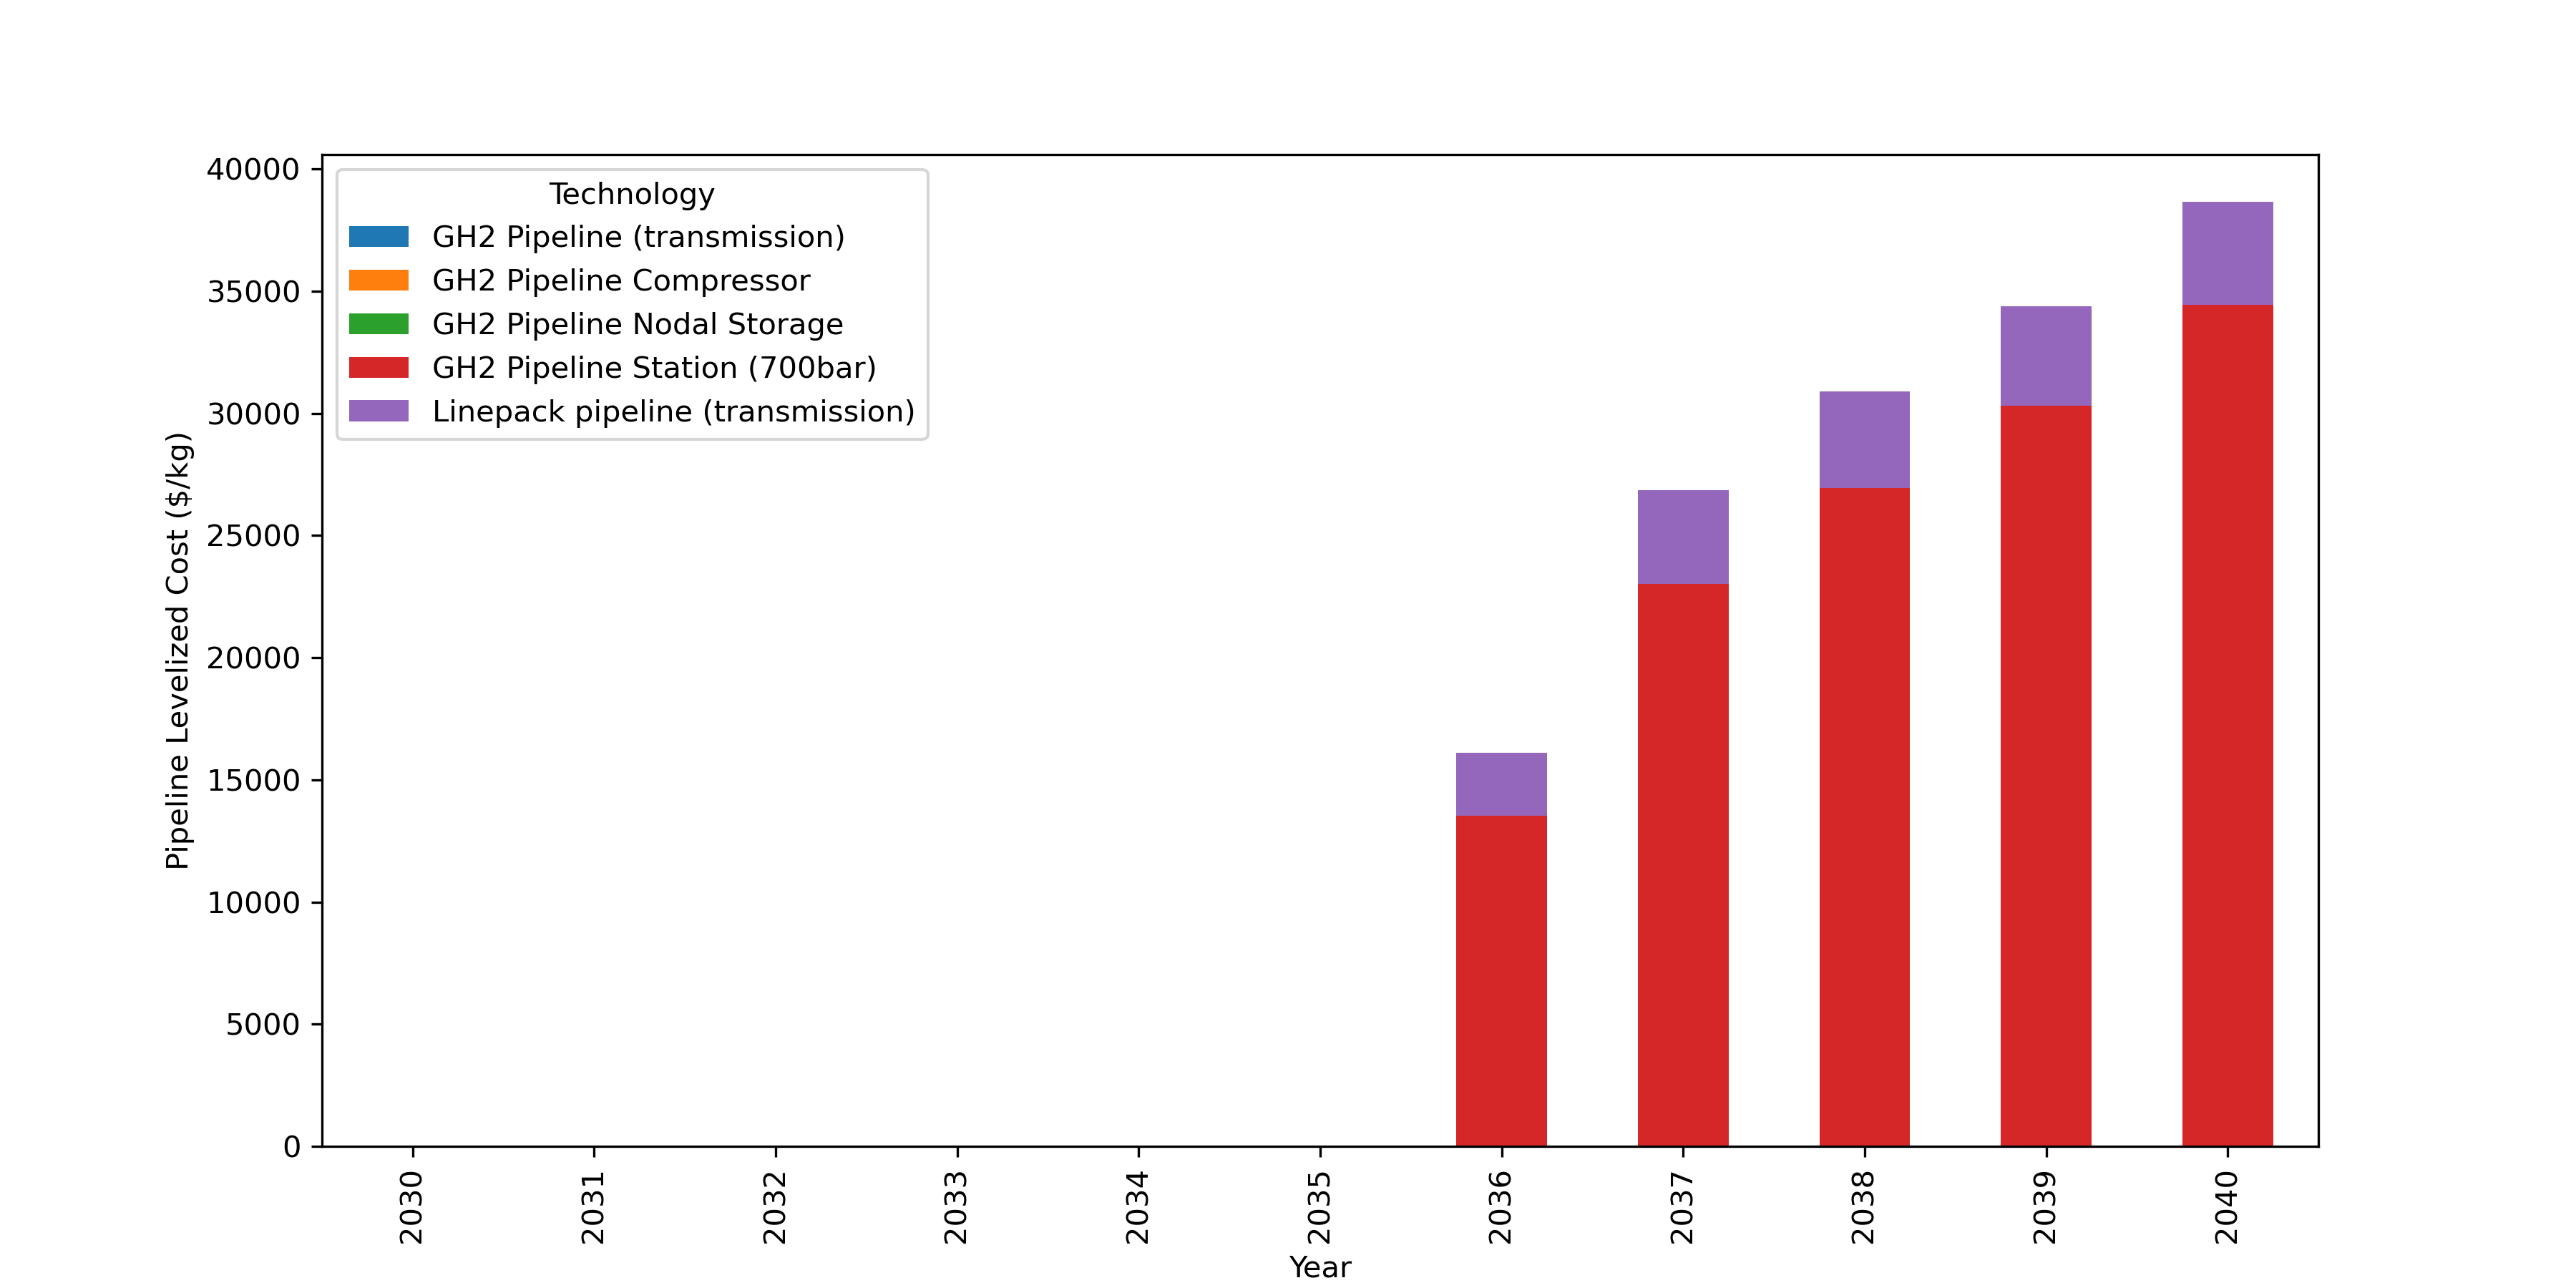 Technology
GH2 Pipeline (transmission)
GH2 Pipeline Compressor
GH2 Pipeline Nodal Storage
GH2 Pipeline Station (700bar)
Linepack pipeline (transmission)
Pipeline Levelized Cost ($/kg)
40000
35000
30000
25000
20000
15000
10000
5000
0
2030
2031
2032
2033
2034
2035
2036
2037
2038
2039
2040
Year